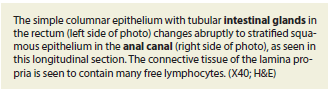 The simple columnar epithelium with tubular intestinal glands in
the rectum (left side of photo) changes abruptly to stratified squa-
mous epithelium in the anal canal (right side of photo), as seen in
this longitudinal section. The connective tissue of the lamina pro-
pria is seen to contain many free lymphocytes. (X40; H&E)